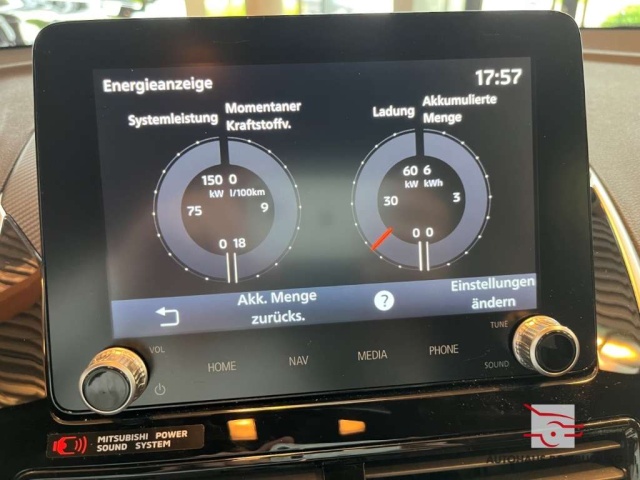 Energieanzeige
17:57
Systemleistung
Momentaner
Kraftstoffv.
Ladung
Akkumulierte
Menge
150 0
kW l/100km
75 9
0 18
60 6
kW kWh
30 3
0 0
Akk. Menge
zurücks.
?
Einstellungen
ändern
VOL
HOME
NAV
MEDIA
PHONE
TUNE
SOUND
MITSUBISHI POWER
SOUND SYSTEM